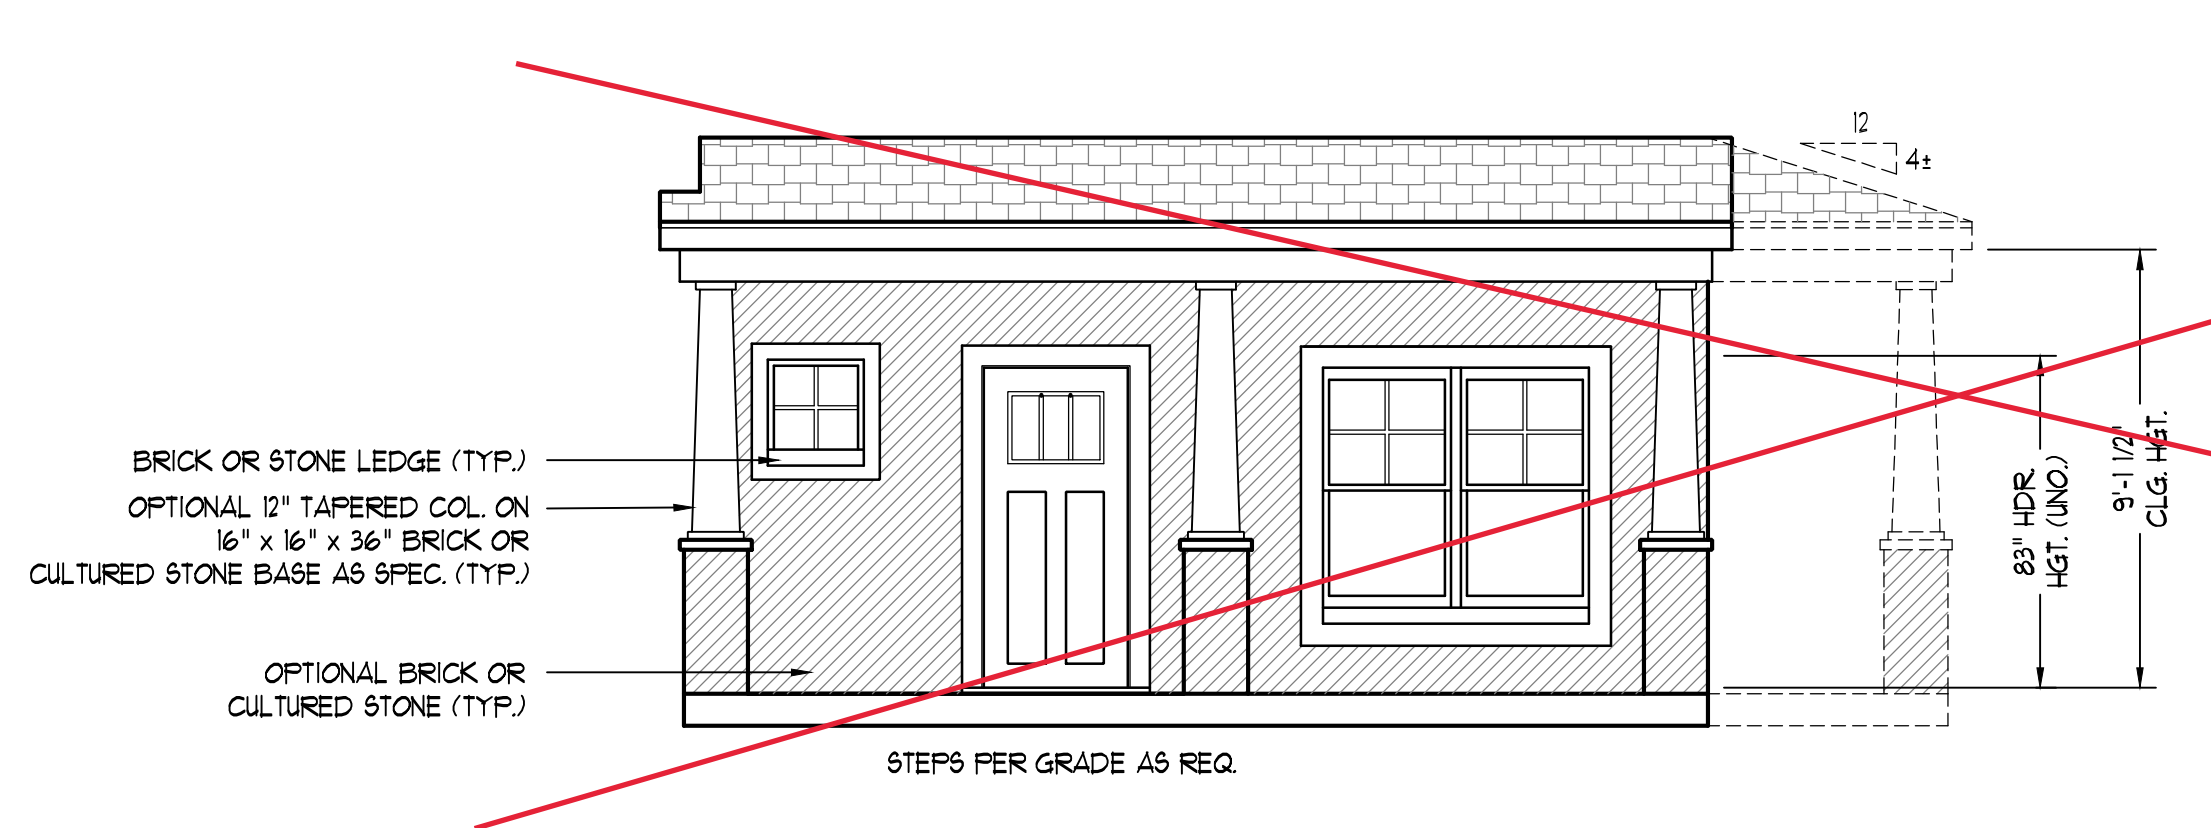 12
4±
BRICK OR STONE LEDGE (TYP.)
OPTIONAL 12" TAPERED COL. ON
16" x 16" x 36" BRICK OR
CULTURED STONE BASE AS SPEC. (TYP.)
OPTIONAL BRICK OR
CULTURED STONE (TYP.)
83" HDR.
HGT. (UNO.)
9'-1 1/2"
CLG. HGT.
STEPS PER GRADE AS REQ.